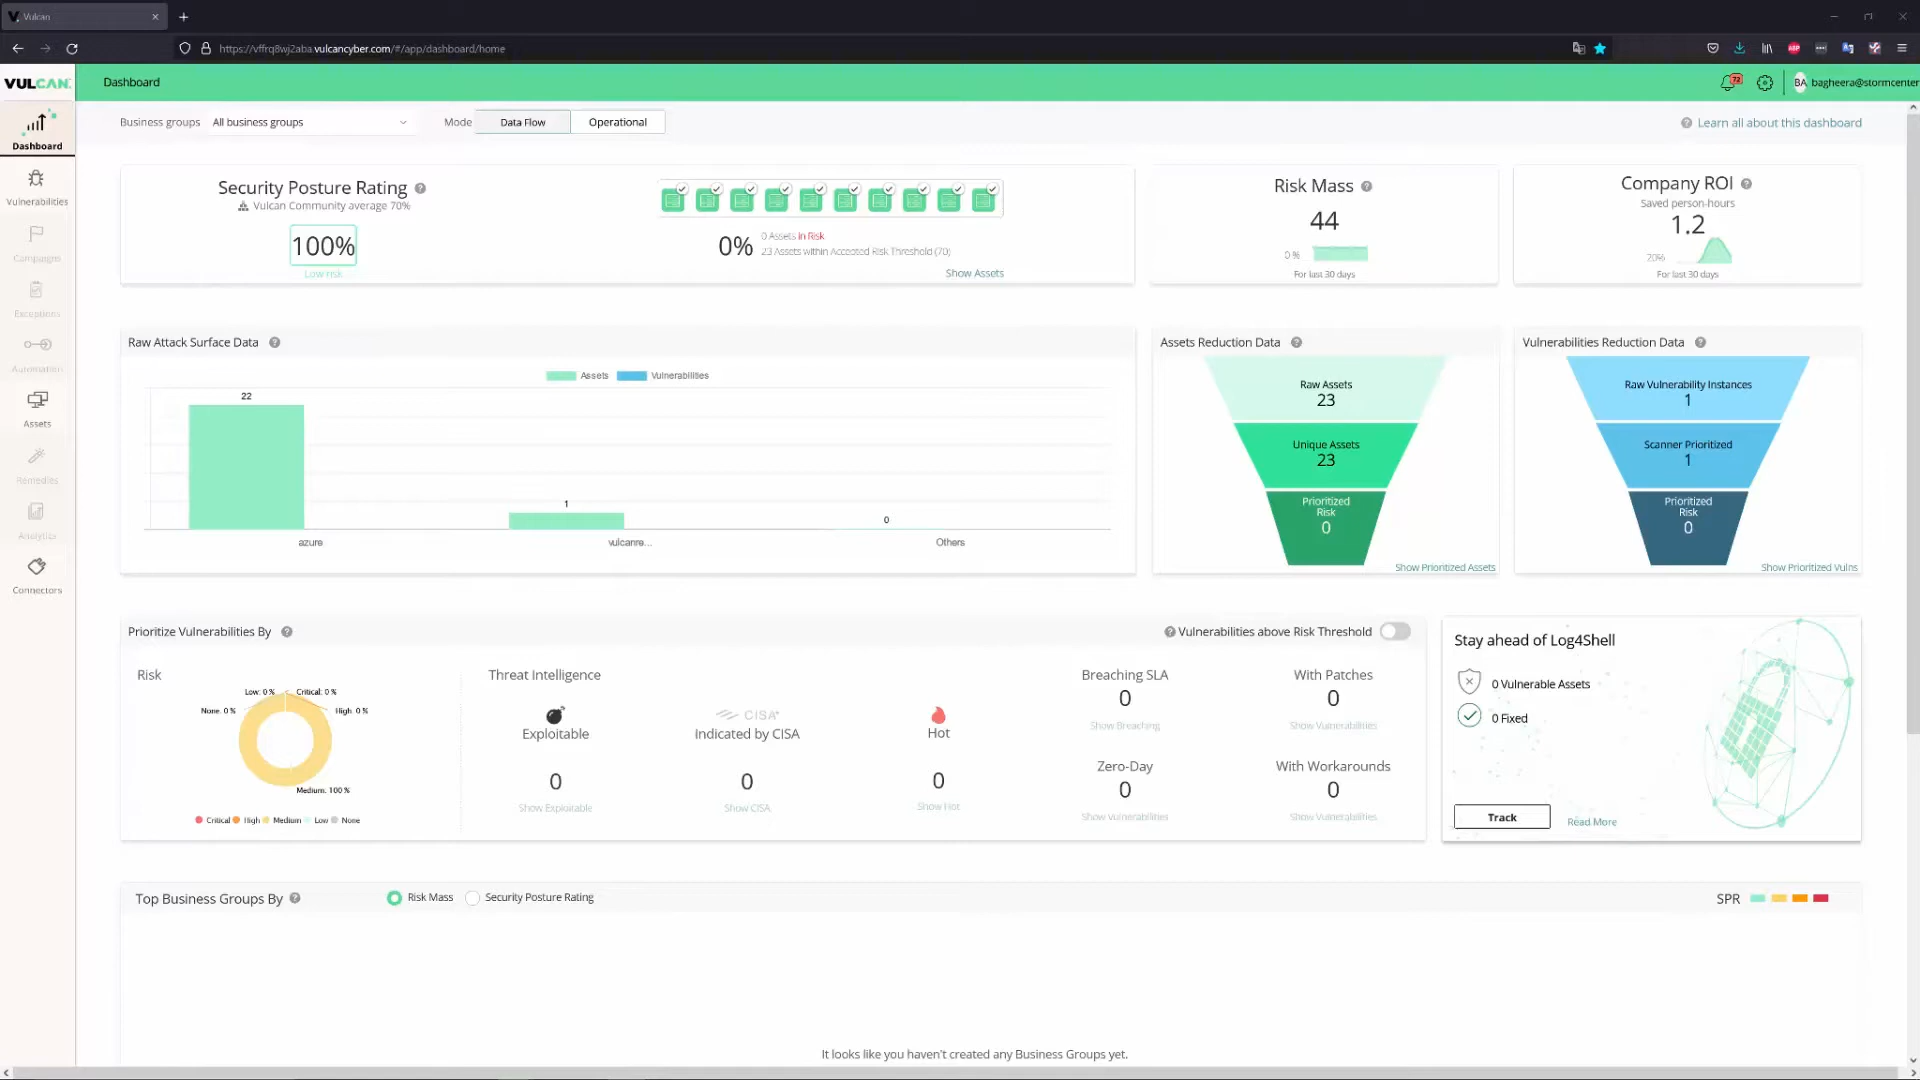 Vulcan
https://vffrq8wj2aba.vulcancyber.com/#/app/dashboard/home
VULCAN
Dashboard
72
BA bagheera@stormcenter
Business groups All business groups
Mode Data Flow Operational
Learn all about this dashboard
Dashboard
Vulnerabilities
Campaigns
Exceptions
Automation
Assets
Remedies
Analytics
Connectors
Security Posture Rating
Vulcan Community average 70%
100%
Low risk
0%
0 Assets in Risk
23 Assets within Accepted Risk Threshold (70)
Show Assets
Risk Mass
44
0 %
For last 30 days
Company ROI
Saved person-hours
1.2
20%
For last 30 days
Raw Attack Surface Data
Assets Vulnerabilities
22
1
0
azure
vulcanre...
Others
Assets Reduction Data
Raw Assets
23
Unique Assets
23
Prioritized
Risk
0
Show Prioritized Assets
Vulnerabilities Reduction Data
Raw Vulnerability Instances
1
Scanner Prioritized
1
Prioritized
Risk
0
Show Prioritized Vulns
Prioritize Vulnerabilities By
Vulnerabilities above Risk Threshold
Risk
Low: 0 % Critical: 0 %
None: 0 % High: 0 %
Medium: 100 %
Critical High Medium Low None
Threat Intelligence
Exploitable
0
Show Exploitable
CISA
Indicated by CISA
0
Show CISA
Hot
0
Show Hot
Breaching SLA
0
Show Breaching
With Patches
0
Show Vulnerabilities
Zero-Day
0
Show Vulnerabilities
With Workarounds
0
Show Vulnerabilities
Stay ahead of Log4Shell
0 Vulnerable Assets
0 Fixed
Track
Read More
Top Business Groups By
Risk Mass Security Posture Rating
SPR
It looks like you haven't created any Business Groups yet.